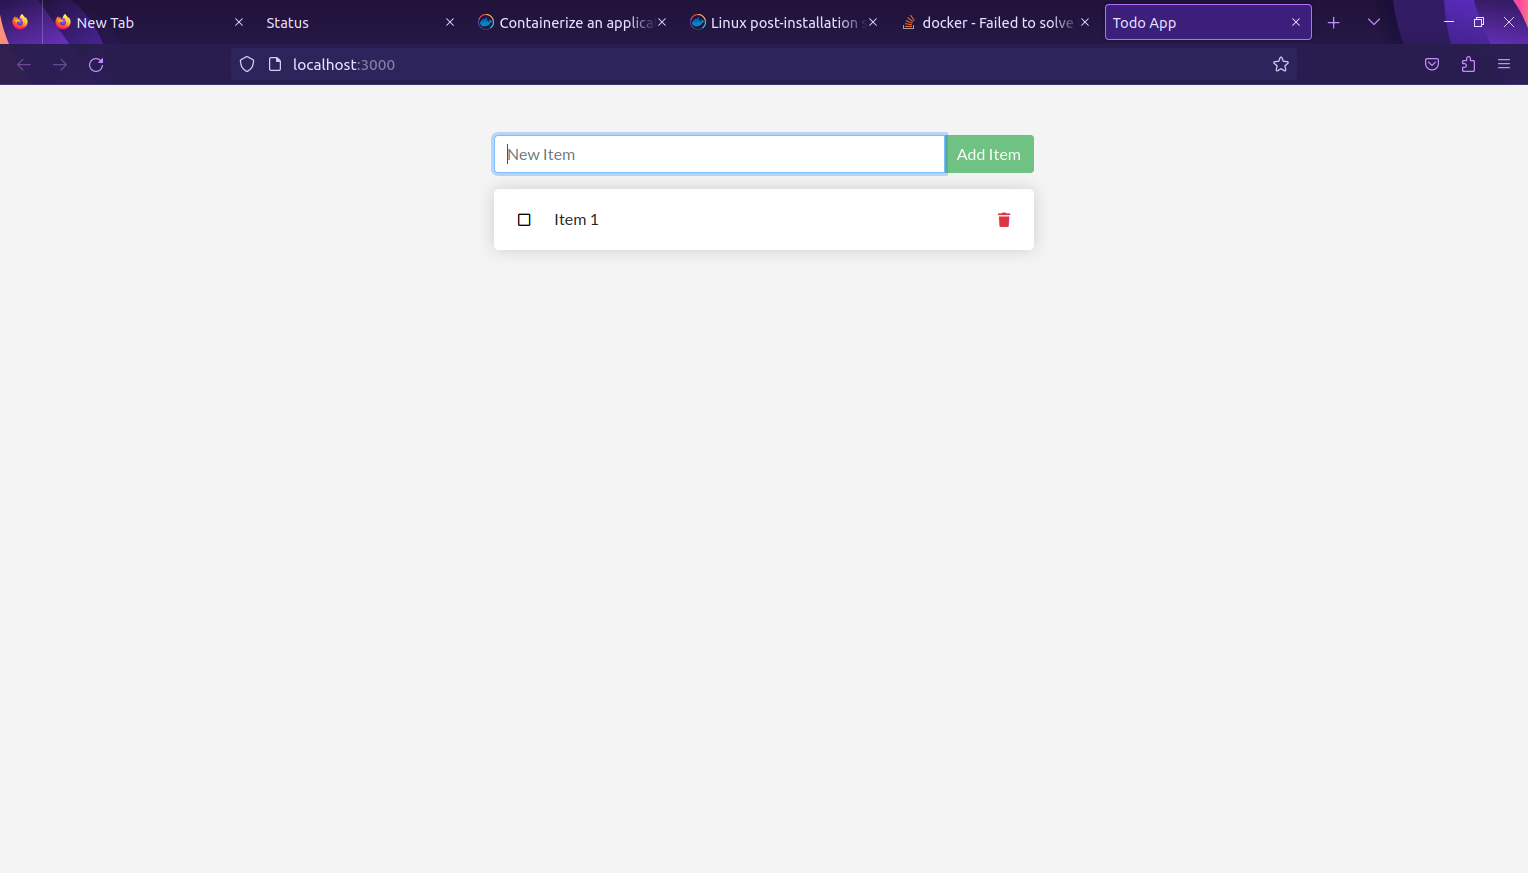 New Tab
Status
Containerize an applica
Linux post-installation s
docker - Failed to solve
Todo App
localhost:3000
New Item
Add Item
Item 1